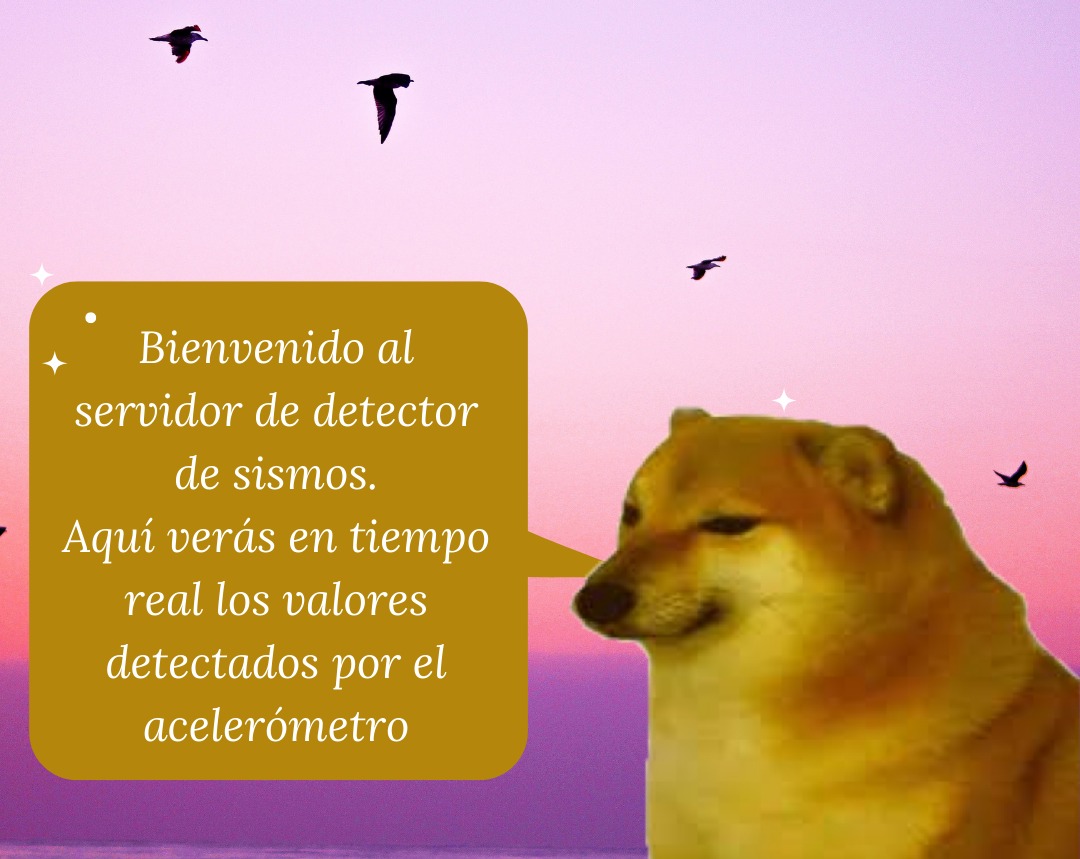 Bienvenido al
servidor de detector
de sismos.
Aquí verás en tiempo
real los valores
detectados por el
acelerómetro